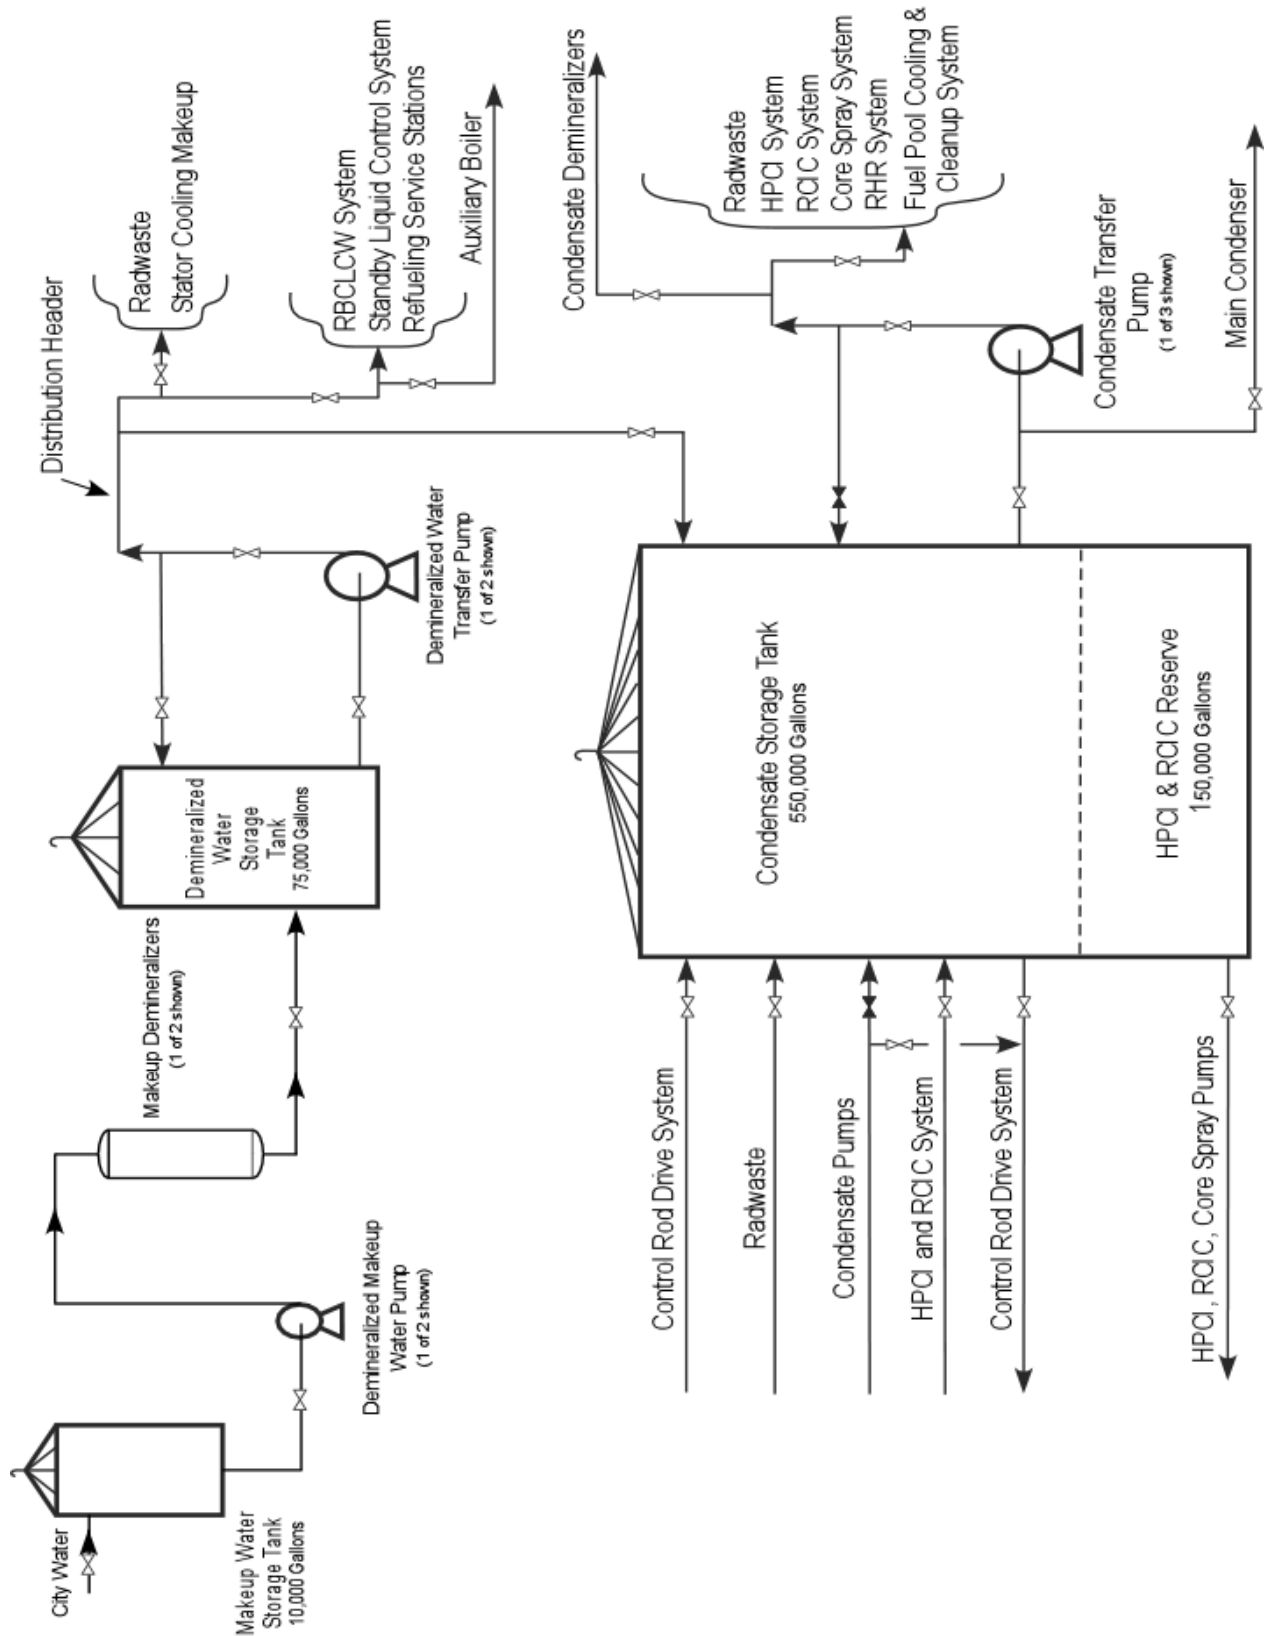 City Water
Makeup Water
Storage Tank
10,000 Gallons
Demineralized Makeup
Water Pump
(1 of 2 shown)
Makeup Demineralizers
(1 of 2 shown)
Demineralized
Water
Storage
Tank
75,000 Gallons
Demineralized Water
Transfer Pump
(1 of 2 shown)
Distribution Header
Radwaste
Stator Cooling Makeup
RBCLCW System
Standby Liquid Control System
Refueling Service Stations
Auxiliary Boiler
Control Rod Drive System
Radwaste
Condensate Pumps
HPCI and RCIC System
Control Rod Drive System
HPCI, RCIC, Core Spray Pumps
Condensate Storage Tank
550,000 Gallons
HPCI & RCIC Reserve
150,000 Gallons
Condensate Demineralizers
Radwaste
HPCI System
RCIC System
Core Spray System
RHR System
Fuel Pool Cooling &
Cleanup System
Condensate Transfer
Pump
(1 of 3 shown)
Main Condenser